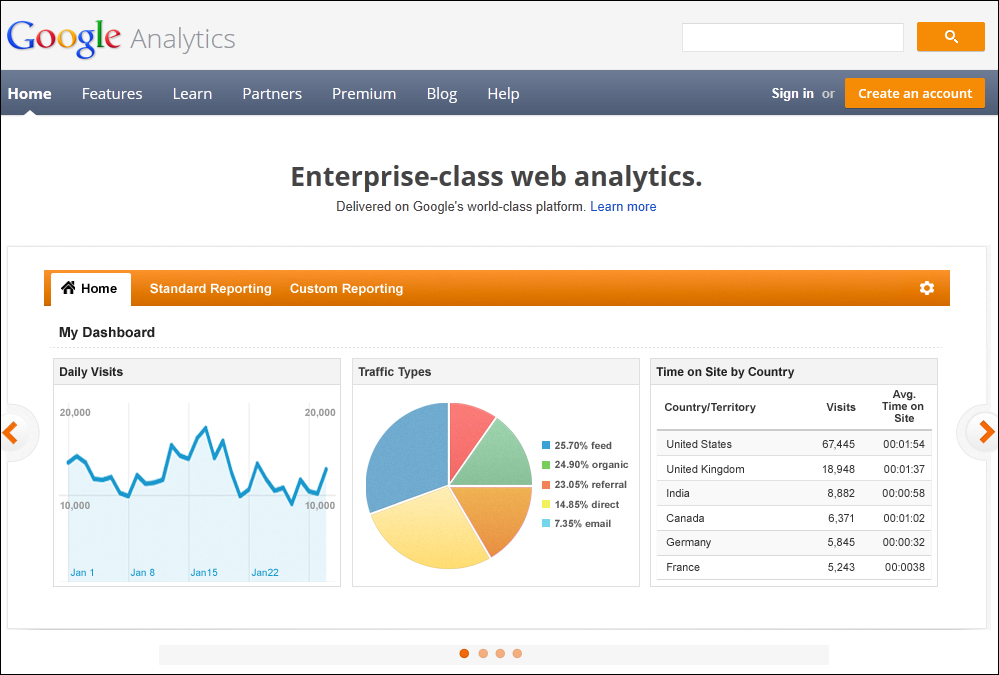 Google Analytics
Home Features Learn Partners Premium Blog Help Sign in or Create an account
Enterprise-class web analytics.
Delivered on Google's world-class platform. Learn more
Home Standard Reporting Custom Reporting
My Dashboard
Daily Visits
20,000 20,000
10,000 10,000
Jan 1 Jan 8 Jan15 Jan22
Traffic Types
25.70% feed
24.90% organic
23.05% referral
14.85% direct
7.35% email
Time on Site by Country
Country/Territory Visits Avg. Time on Site
United States 67,445 00:01:54
United Kingdom 18,948 00:01:37
India 8,882 00:00:58
Canada 6,371 00:01:02
Germany 5,845 00:00:32
France 5,243 00:0038